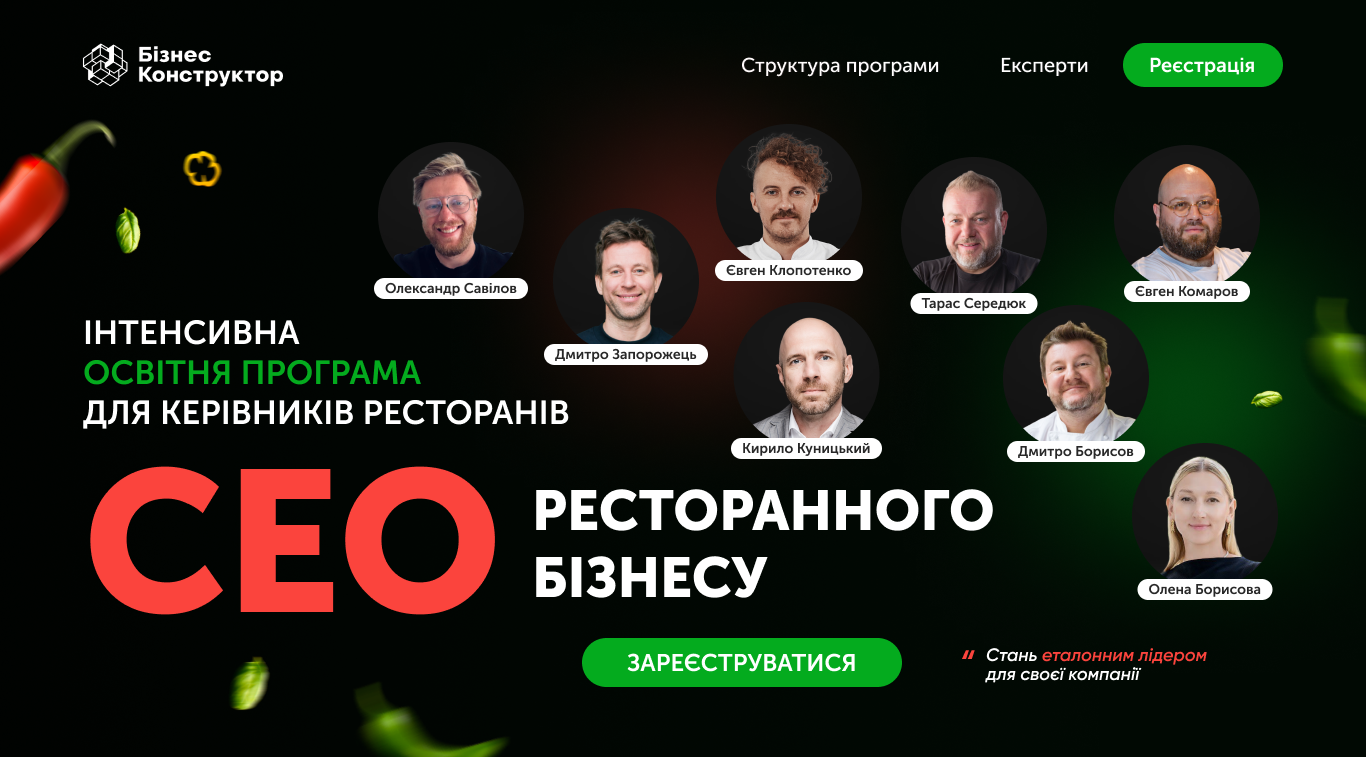 Бізнес
Конструктор
Структура програми
Експерти
Реєстрація
Олександр Савілов
Дмитро Запорожець
Євген Клопотенко
Тарас Середюк
Євген Комаров
Кирило Куницький
Дмитро Борисов
Олена Борисова
ІНТЕНСИВНА
ОСВІТНЯ ПРОГРАМА
ДЛЯ КЕРІВНИКІВ РЕСТОРАНІВ
CEO
РЕСТОРАННОГО
БІЗНЕСУ
ЗАРЕЄСТРУВАТИСЯ
“ Стань еталонним лідером
для своєї компанії